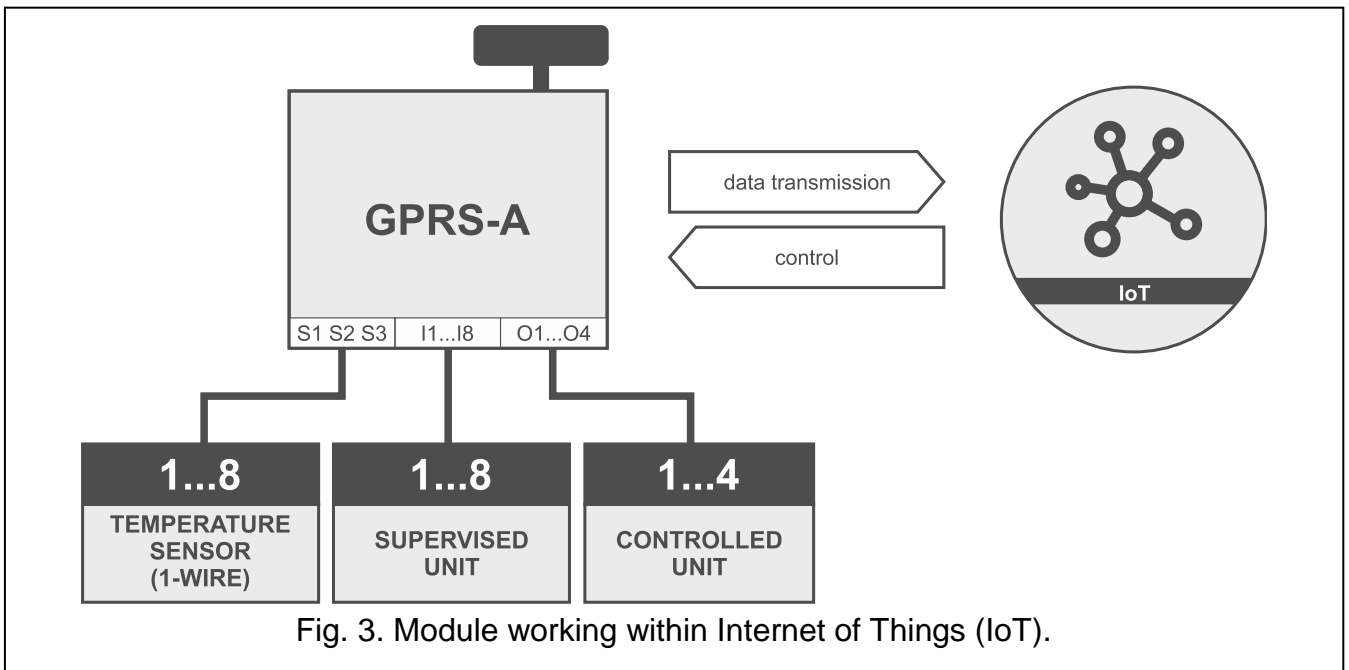 GPRS-A
data transmission
control
IoT
S1 S2 S3 I1...I8 O1...O4
1...8 1...8 1...4
TEMPERATURE
SENSOR
(1-WIRE)
SUPERVISED
UNIT
CONTROLLED
UNIT
Fig. 3. Module working within Internet of Things (IoT).